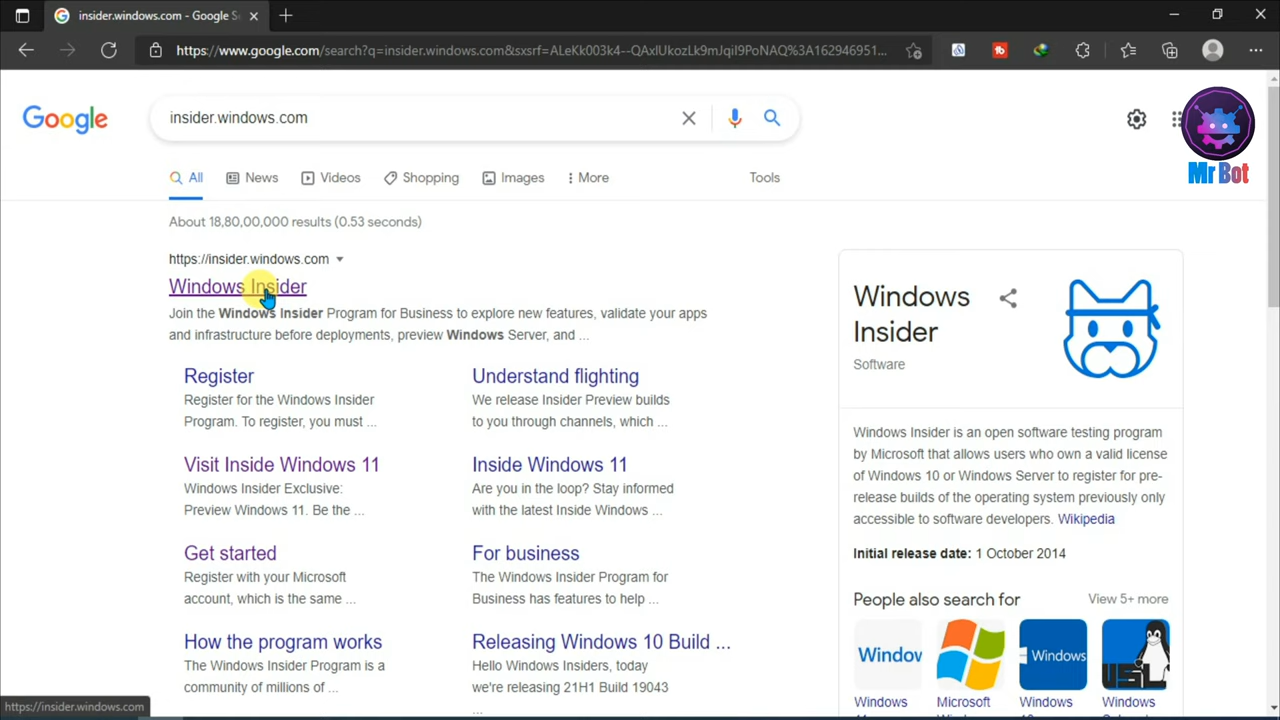 insider.windows.com - Google S
https://www.google.com/search?q=insider.windows.com&sxsrf=ALeKk003k4--QAxlUkozLk9mJqiI9PoNAQ%3A162946951...
Google
insider.windows.com
Mr Bot
All
News
Videos
Shopping
Images
More
Tools
About 18,80,00,000 results (0.53 seconds)
https://insider.windows.com
Windows Insider
Join the Windows Insider Program for Business to explore new features, validate your apps
and infrastructure before deployments, preview Windows Server, and ...
Register
Register for the Windows Insider
Program. To register, you must ...
Understand flighting
We release Insider Preview builds
to you through channels, which ...
Visit Inside Windows 11
Windows Insider Exclusive:
Preview Windows 11. Be the ...
Inside Windows 11
Are you in the loop? Stay informed
with the latest Inside Windows ...
Get started
Register with your Microsoft
account, which is the same ...
For business
The Windows Insider Program for
Business has features to help ...
How the program works
The Windows Insider Program is a
community of millions of ...
Releasing Windows 10 Build ...
Hello Windows Insiders, today
we're releasing 21H1 Build 19043
...
Windows
Insider
Software
Windows Insider is an open software testing program
by Microsoft that allows users who own a valid license
of Windows 10 or Windows Server to register for pre-
release builds of the operating system previously only
accessible to software developers. Wikipedia
Initial release date: 1 October 2014
People also search for
View 5+ more
Windov
Windows
Windows
Microsoft
Windows
Windows
https://insider.windows.com